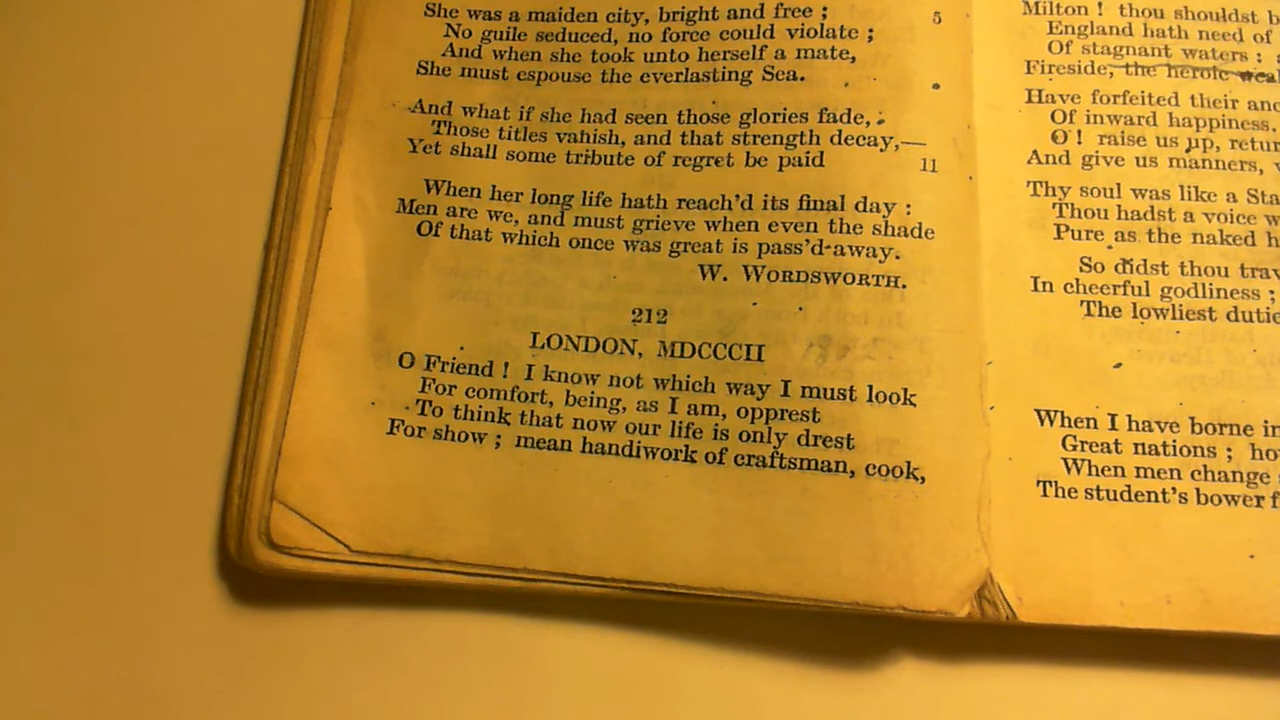 She was a maiden city, bright and free ; 5
No guile seduced, no force could violate ;
And when she took unto herself a mate,
She must espouse the everlasting Sea.
And what if she had seen those glories fade,
Those titles vanish, and that strength decay,—
Yet shall some tribute of regret be paid 11
When her long life hath reach'd its final day :
Men are we, and must grieve when even the shade
Of that which once was great is pass'd away.
W. WORDSWORTH.
212
LONDON, MDCCCII
O Friend ! I know not which way I must look
For comfort, being, as I am, opprest
To think that now our life is only drest
For show ; mean handiwork of craftsman, cook,
Milton ! thou shouldst
England hath need of
Of stagnant waters :
Fireside, the heroic
Have forfeited their
Of inward happiness.
O ! raise us up,
And give us manners,
Thy soul was like a
Thou hadst a voice
Pure as the naked
So didst thou
In cheerful godliness ;
The lowliest
When I have borne
Great nations ;
When men change
The student's bower